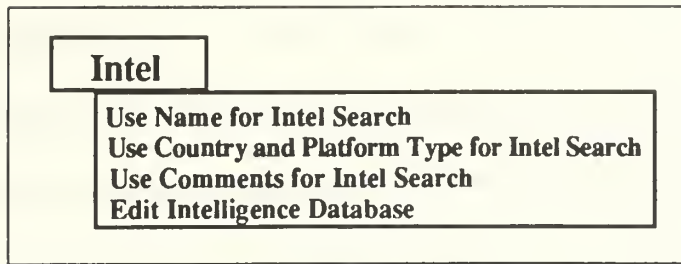 Intel
Use Name for Intel Search
Use Country and Platform Type for Intel Search
Use Comments for Intel Search
Edit Intelligence Database